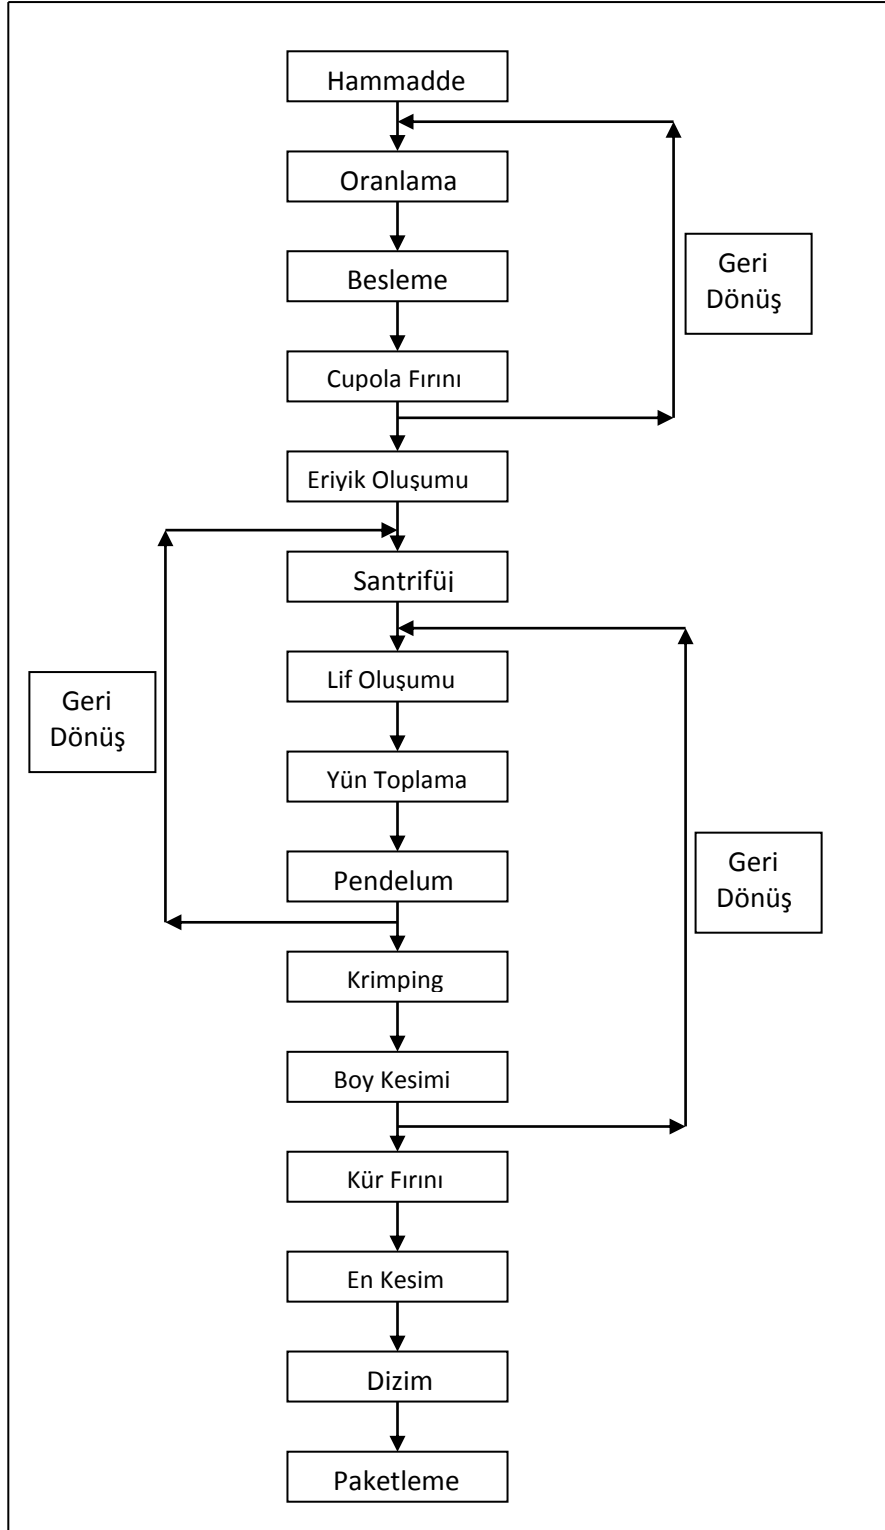 Hammadde
Oranlama
Besleme
Geri
Dönüş
Cupola Fırını
Eriyik Oluşumu
Santrifüj
Lif Oluşumu
Geri
Dönüş
Yün Toplama
Pendelum
Geri
Dönüş
Krimping
Boy Kesimi
Kür Fırını
En Kesim
Dizim
Paketleme